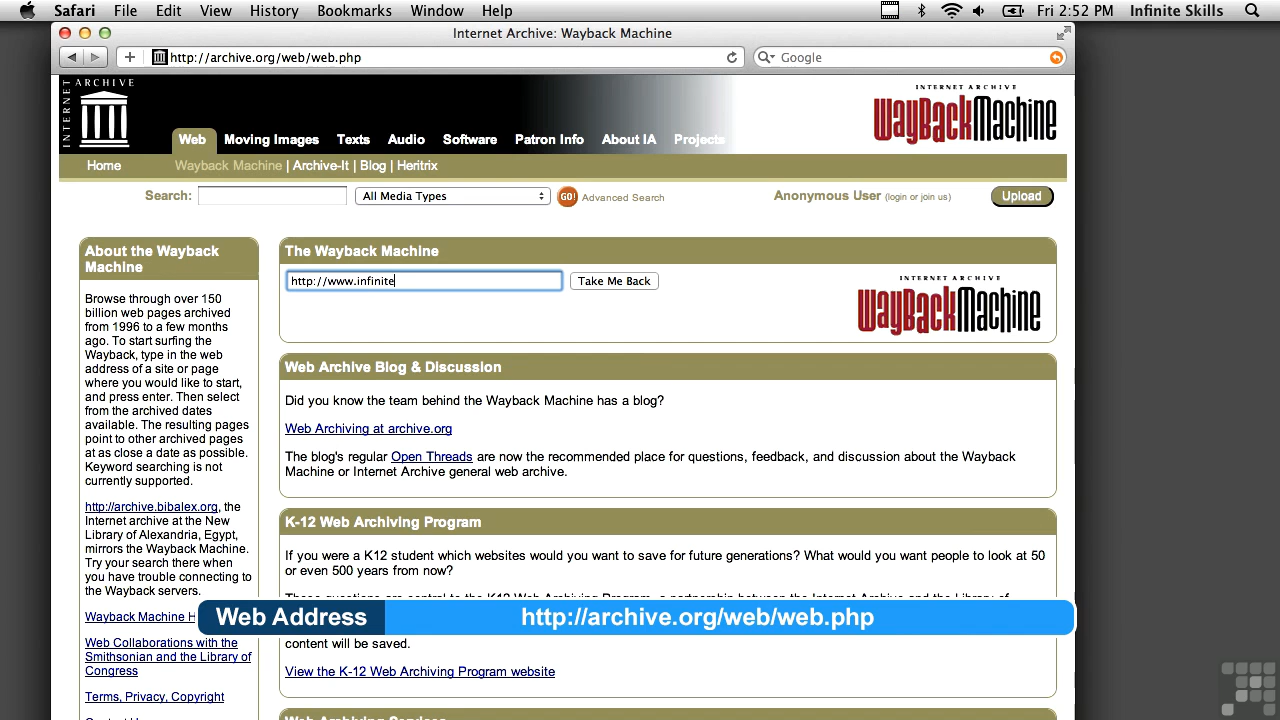 Safari File Edit View History Bookmarks Window Help Fri 2:52 PM Infinite Skills
Internet Archive: Wayback Machine
http://archive.org/web/web.php
Google
INTERNET ARCHIVE
INTERNET ARCHIVE
WayBackMachine
Web Moving Images Texts Audio Software Patron Info About IA Projects
Home Wayback Machine | Archive-It | Blog | Heritrix
Search: All Media Types GO! Advanced Search Anonymous User (login or join us) Upload
About the Wayback
Machine
Browse through over 150
billion web pages archived
from 1996 to a few months
ago. To start surfing the
Wayback, type in the web
address of a site or page
where you would like to start,
and press enter. Then select
from the archived dates
available. The resulting pages
point to other archived pages
at as close a date as possible.
Keyword searching is not
currently supported.
http://archive.bibalex.org, the
Internet archive at the New
Library of Alexandria, Egypt,
mirrors the Wayback Machine.
Try your search there when
you have trouble connecting to
the Wayback servers.
Wayback Machine H
Web Collaborations with the
Smithsonian and the Library of
Congress
Terms, Privacy, Copyright
The Wayback Machine
http://www.infinite
Take Me Back
INTERNET ARCHIVE
WayBackMachine
Web Archive Blog & Discussion
Did you know the team behind the Wayback Machine has a blog?
Web Archiving at archive.org
The blog's regular Open Threads are now the recommended place for questions, feedback, and discussion about the Wayback
Machine or Internet Archive general web archive.
K-12 Web Archiving Program
If you were a K12 student which websites would you want to save for future generations? What would you want people to look at 50
or even 500 years from now?
Web Address http://archive.org/web/web.php
content will be saved.
View the K-12 Web Archiving Program website